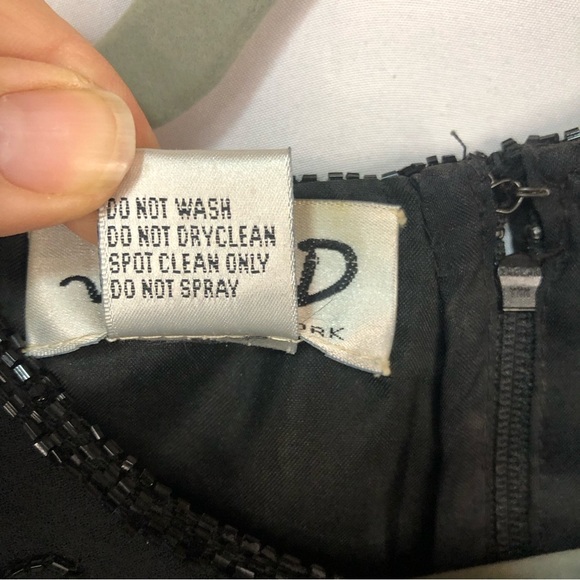 DO NOT WASH
DO NOT DRYCLEAN
SPOT CLEAN ONLY
DO NOT SPRAY